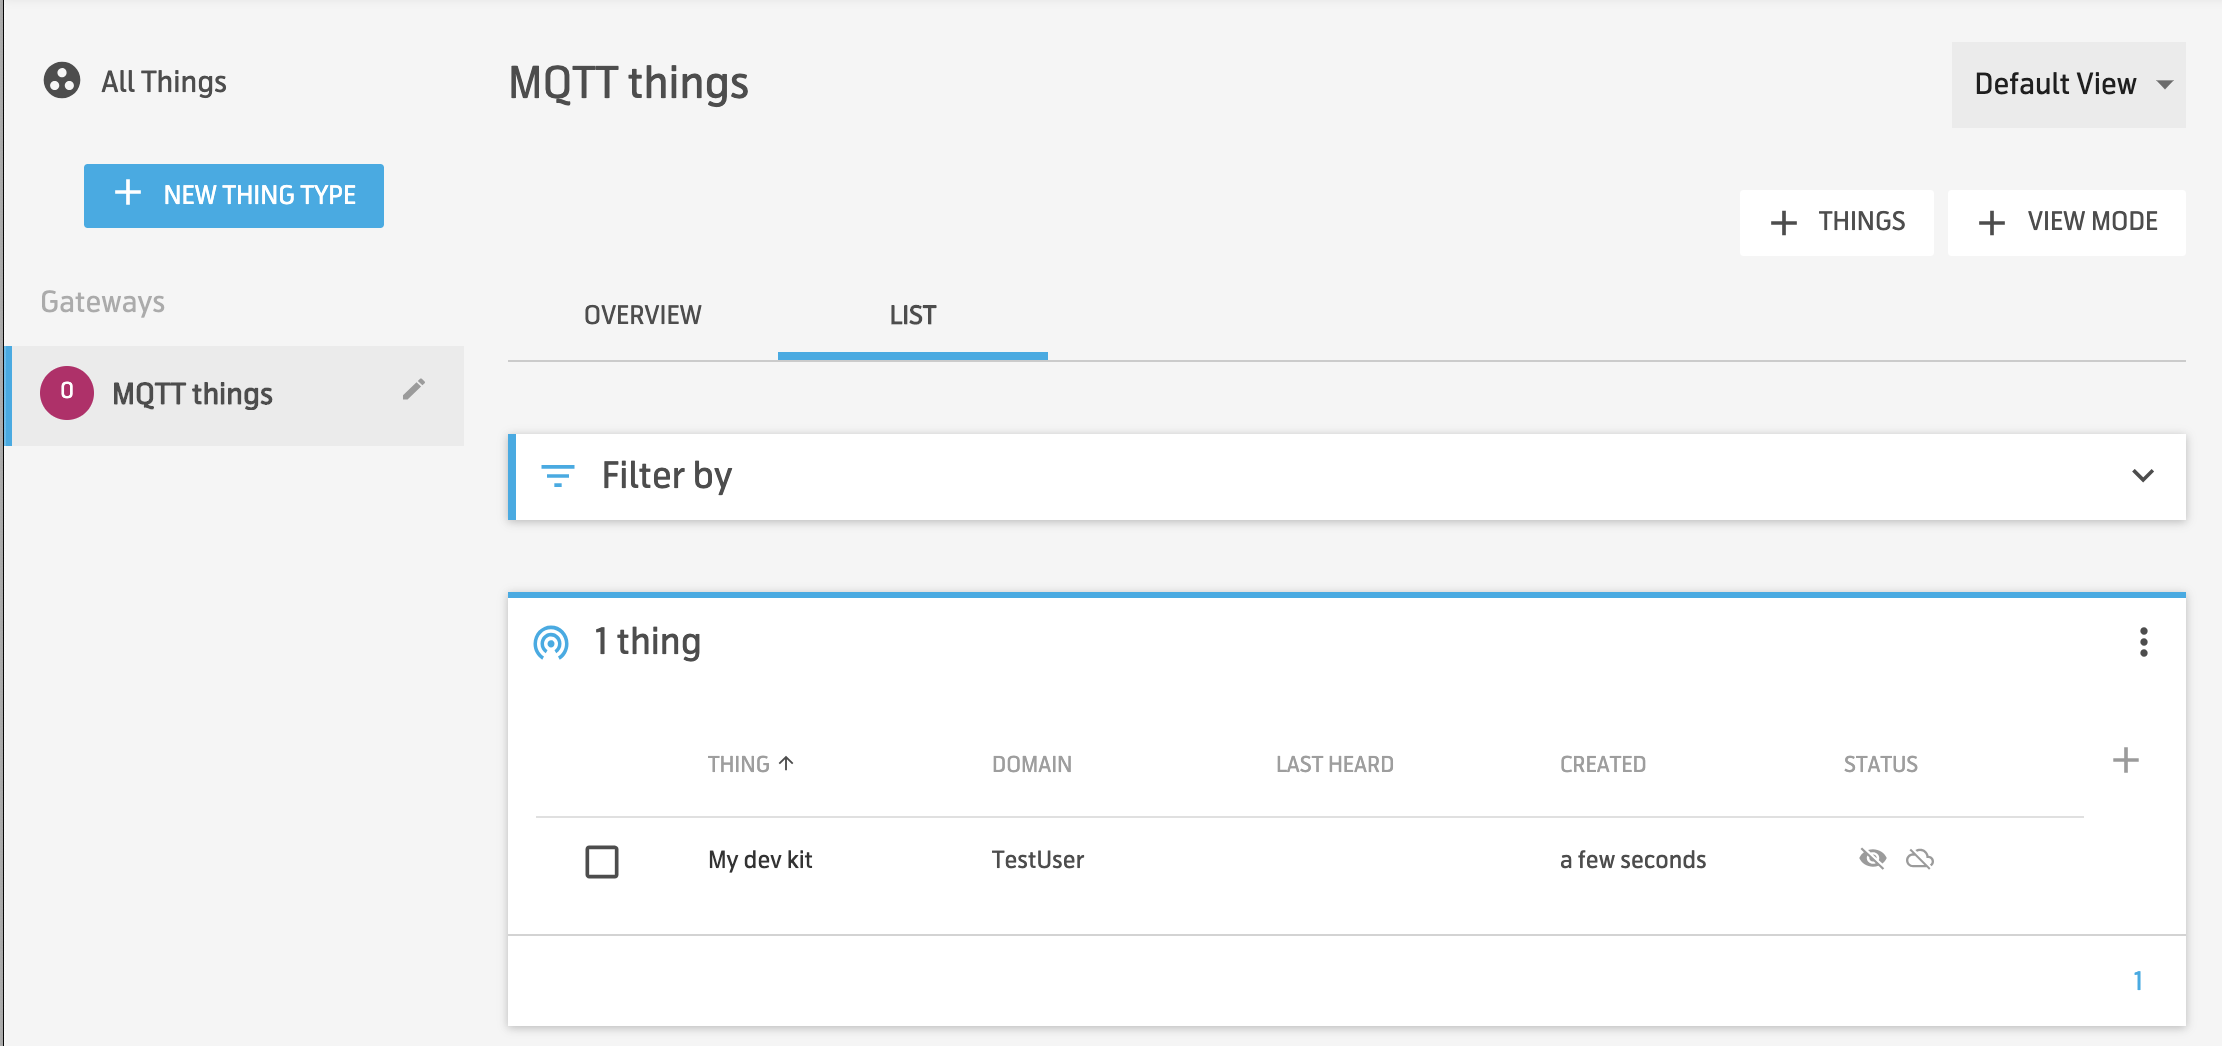 All Things
NEW THING TYPE
Gateways
0 MQTT things
MQTT things
Default View
THINGS
VIEW MODE
OVERVIEW LIST
Filter by
1 thing
THING DOMAIN LAST HEARD CREATED STATUS
My dev kit TestUser a few seconds
1